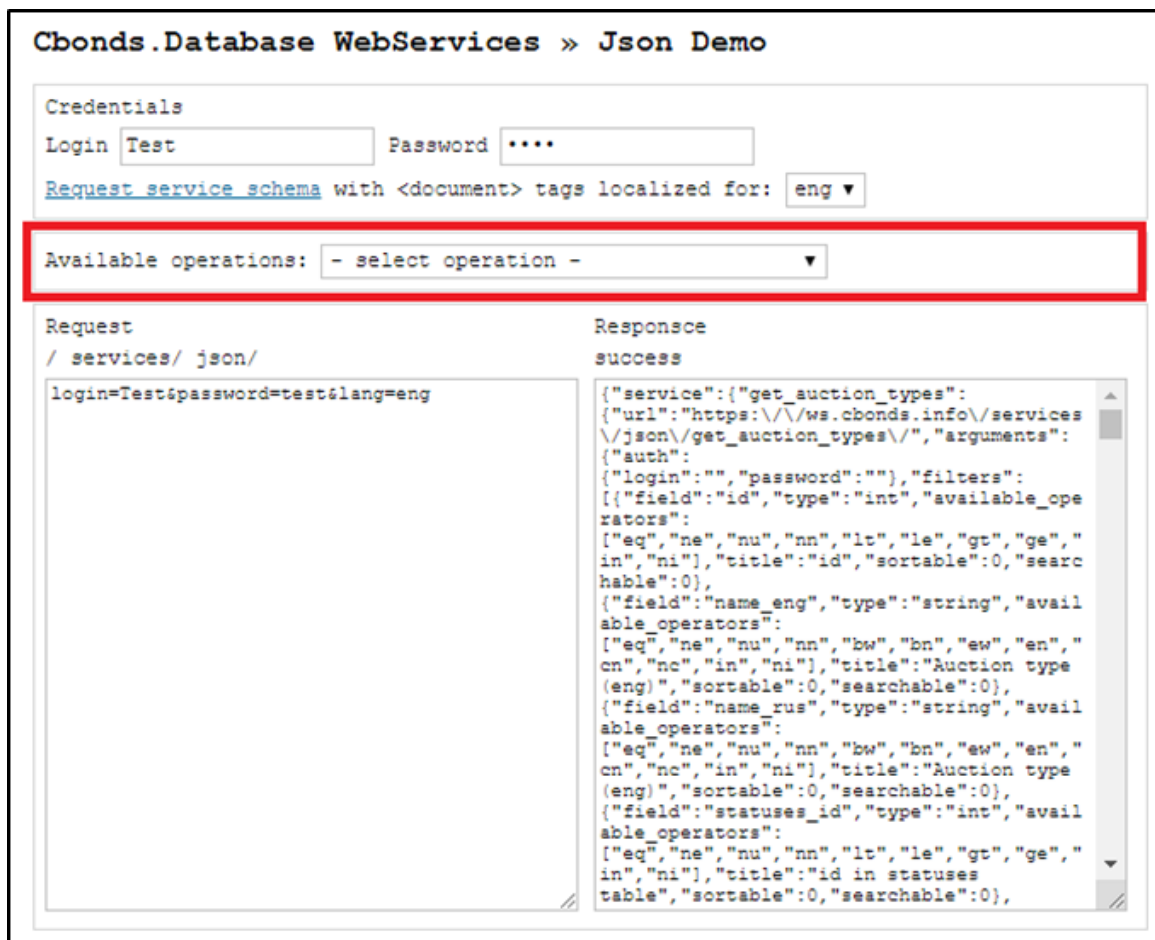 Cbonds.Database WebServices » Json Demo
Credentials
Login Test Password ••••
Request service schema with <document> tags localized for: eng ▼
Available operations: - select operation - ▼
Request
/ services/ json/
login=Test&password=test&lang=eng
Responsce
success
{"service":{"get_auction_types":
{"url":"https:\/\/ws.cbonds.info\/services
\/json\/get_auction_types\/","arguments":
{"auth":
{"login":"","password":""},"filters":
[{"field":"id","type":"int","available_ope
rators":
["eq","ne","nu","nn","lt","le","gt","ge","
in","ni"],"title":"id","sortable":0,"searc
hable":0},
{"field":"name_eng","type":"string","avail
able_operators":
["eq","ne","nu","nn","bw","bn","ew","en","
cn","nc","in","ni"],"title":"Auction type
(eng)","sortable":0,"searchable":0},
{"field":"name_rus","type":"string","avail
able_operators":
["eq","ne","nu","nn","bw","bn","ew","en","
cn","nc","in","ni"],"title":"Auction type
(eng)","sortable":0,"searchable":0},
{"field":"statuses_id","type":"int","avail
able_operators":
["eq","ne","nu","nn","lt","le","gt","ge","
in","ni"],"title":"id in statuses
table","sortable":0,"searchable":0},